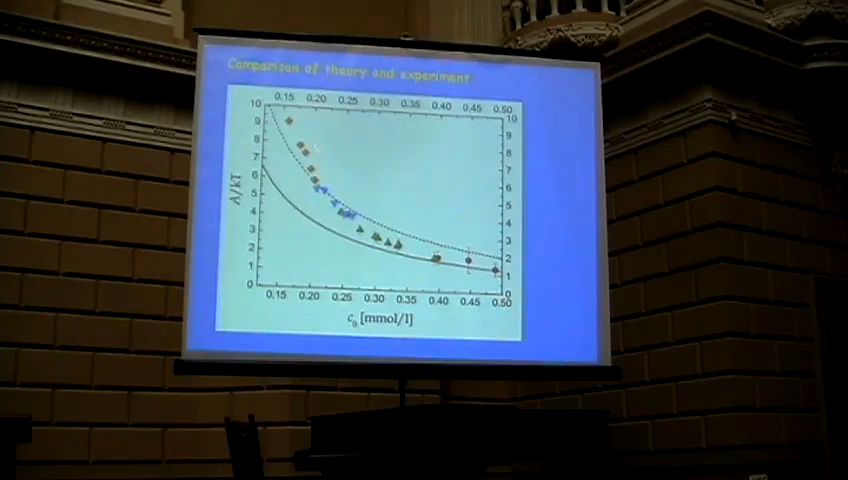 Comparison of theory and experiment
0.15 0.20 0.25 0.30 0.35 0.40 0.45 0.50
10 10
9 9
8 8
7 7
6 6
5 5
4 4
3 3
2 2
1 1
0 0
A/kT
0.15 0.20 0.25 0.30 0.35 0.40 0.45 0.50
c₀ [mmol/l]